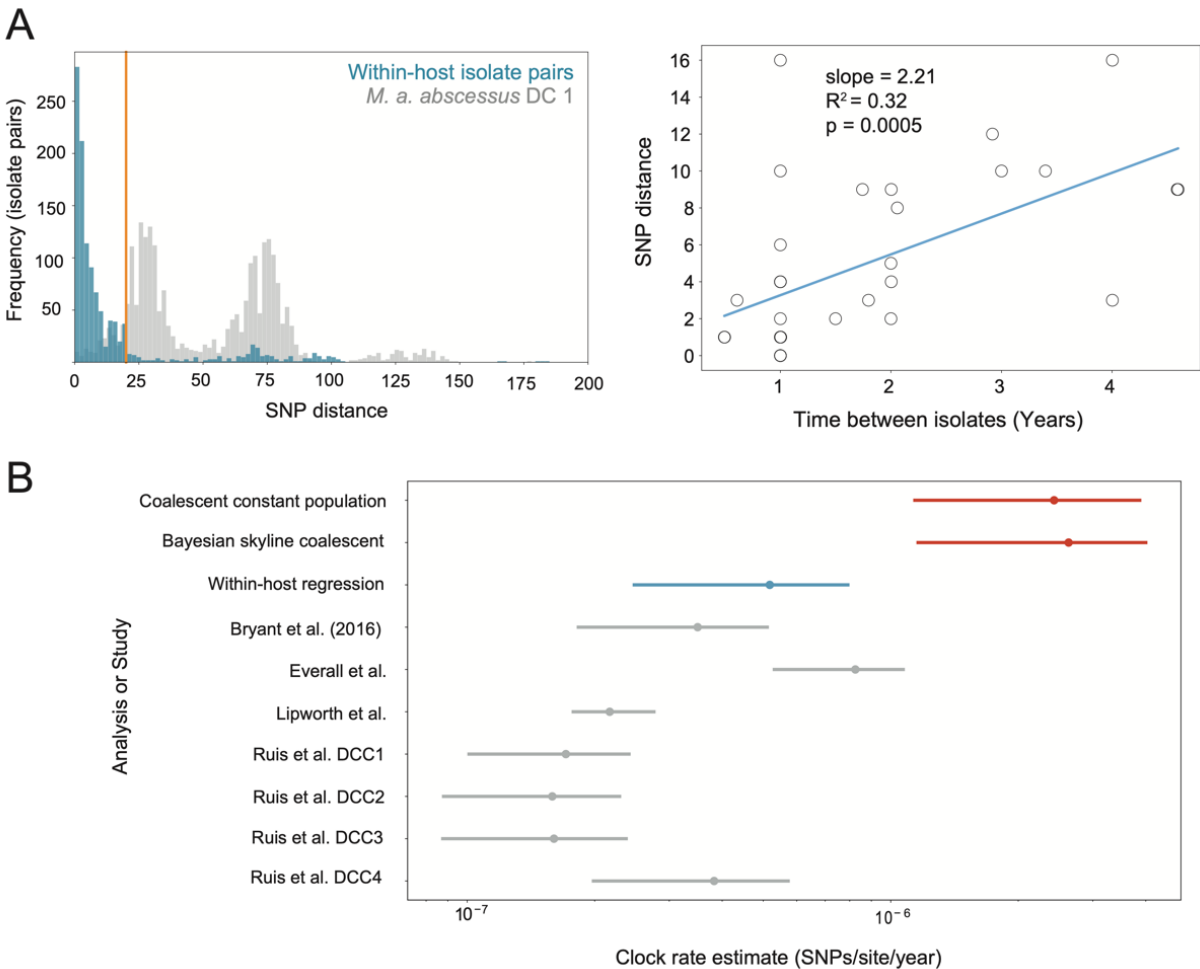 A
Within-host isolate pairs
M. a. abscessus DC 1
Frequency (isolate pairs)
250
200
150
100
50
0
25
50
75
100
125
150
175
200
SNP distance
slope = 2.21
R² = 0.32
p = 0.0005
SNP distance
16
14
12
10
8
6
4
2
0
1
2
3
4
Time between isolates (Years)
B
Analysis or Study
Coalescent constant population
Bayesian skyline coalescent
Within-host regression
Bryant et al. (2016)
Everall et al.
Lipworth et al.
Ruis et al. DCC1
Ruis et al. DCC2
Ruis et al. DCC3
Ruis et al. DCC4
10⁻⁷
10⁻⁶
Clock rate estimate (SNPs/site/year)